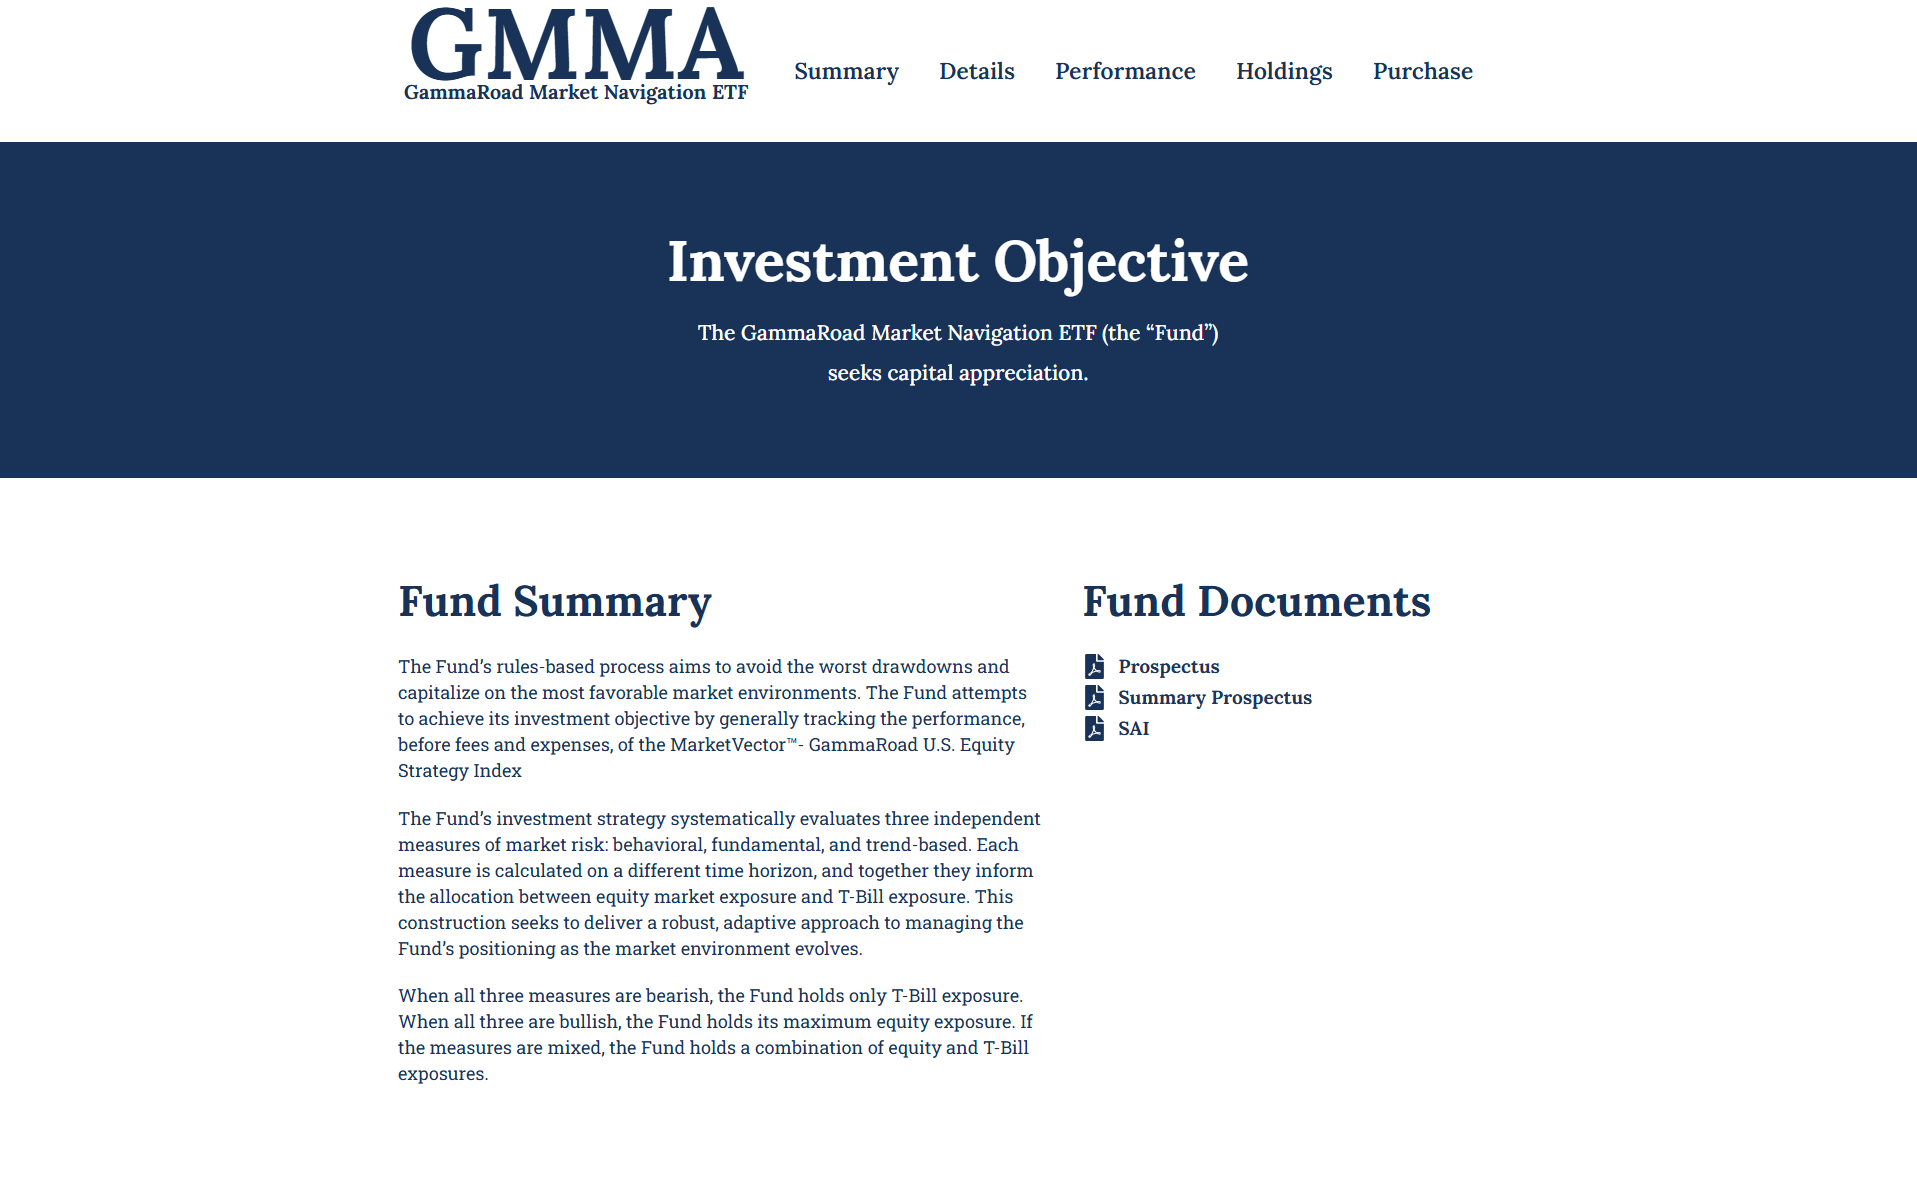 GMMA
GammaRoad Market Navigation ETF
Summary
Details
Performance
Holdings
Purchase
Investment Objective
The GammaRoad Market Navigation ETF (the “Fund”)
seeks capital appreciation.
Fund Summary
The Fund’s rules-based process aims to avoid the worst drawdowns and
capitalize on the most favorable market environments. The Fund attempts
to achieve its investment objective by generally tracking the performance,
before fees and expenses, of the MarketVector™- GammaRoad U.S. Equity
Strategy Index
The Fund’s investment strategy systematically evaluates three independent
measures of market risk: behavioral, fundamental, and trend-based. Each
measure is calculated on a different time horizon, and together they inform
the allocation between equity market exposure and T-Bill exposure. This
construction seeks to deliver a robust, adaptive approach to managing the
Fund’s positioning as the market environment evolves.
When all three measures are bearish, the Fund holds only T-Bill exposure.
When all three are bullish, the Fund holds its maximum equity exposure. If
the measures are mixed, the Fund holds a combination of equity and T-Bill
exposures.
Fund Documents
Prospectus
Summary Prospectus
SAI